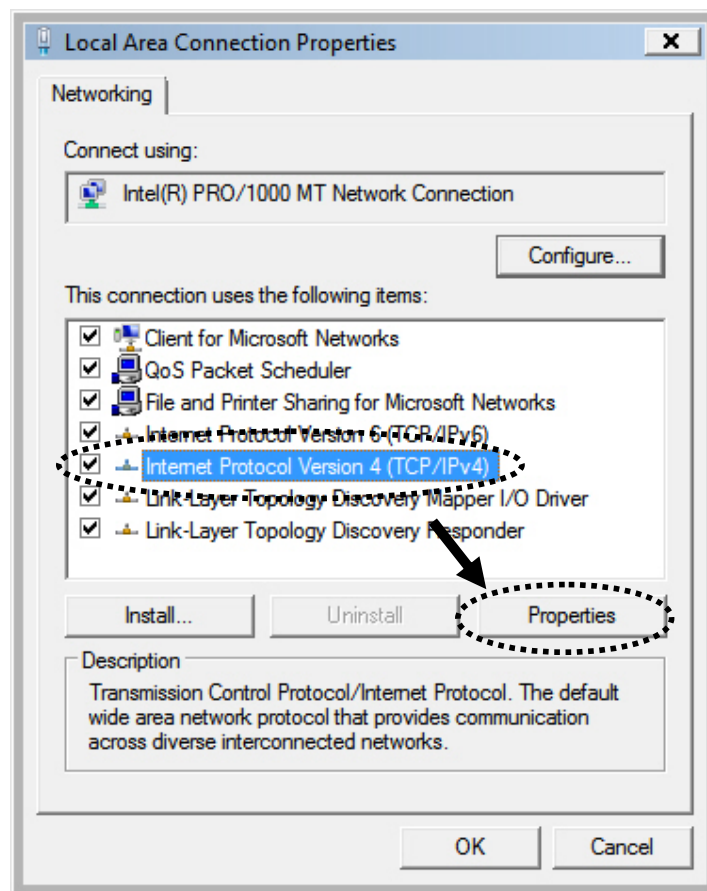 Local Area Connection Properties
Networking
Connect using:
Intel(R) PRO/1000 MT Network Connection
Configure...
This connection uses the following items:
Client for Microsoft Networks
QoS Packet Scheduler
File and Printer Sharing for Microsoft Networks
Internet Protocol Version 6 (TCP/IPv6)
Internet Protocol Version 4 (TCP/IPv4)
Link-Layer Topology Discovery Mapper I/O Driver
Link-Layer Topology Discovery Responder
Install... Uninstall Properties
Description
Transmission Control Protocol/Internet Protocol. The default
wide area network protocol that provides communication
across diverse interconnected networks.
OK Cancel